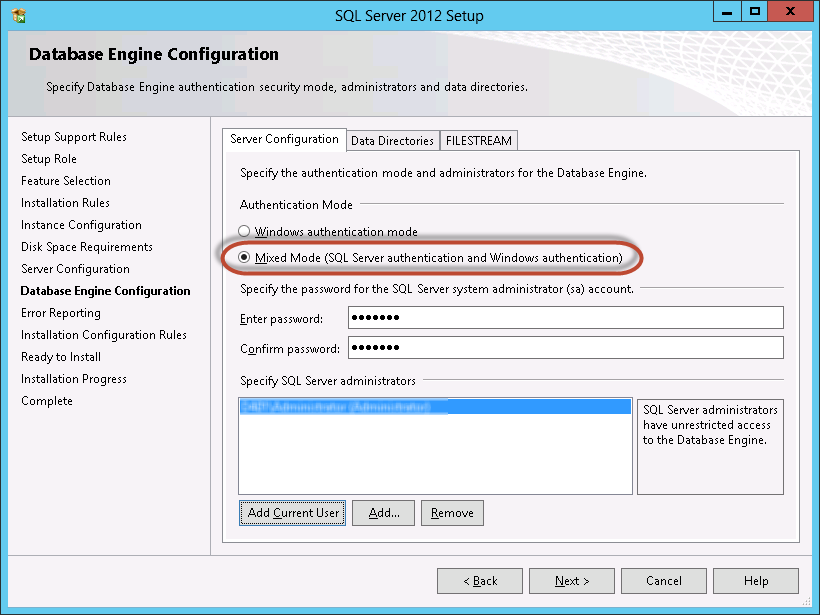 SQL Server 2012 Setup
Database Engine Configuration
Specify Database Engine authentication security mode, administrators and data directories.
Setup Support Rules
Setup Role
Feature Selection
Installation Rules
Instance Configuration
Disk Space Requirements
Server Configuration
Database Engine Configuration
Error Reporting
Installation Configuration Rules
Ready to Install
Installation Progress
Complete
Server Configuration Data Directories FILESTREAM
Specify the authentication mode and administrators for the Database Engine.
Authentication Mode
Windows authentication mode
Mixed Mode (SQL Server authentication and Windows authentication)
Specify the password for the SQL Server system administrator (sa) account.
Enter password: ●●●●●●●
Confirm password: ●●●●●●●
Specify SQL Server administrators
SQL Server administrators
have unrestricted access
to the Database Engine.
Add Current User Add... Remove
< Back Next > Cancel Help